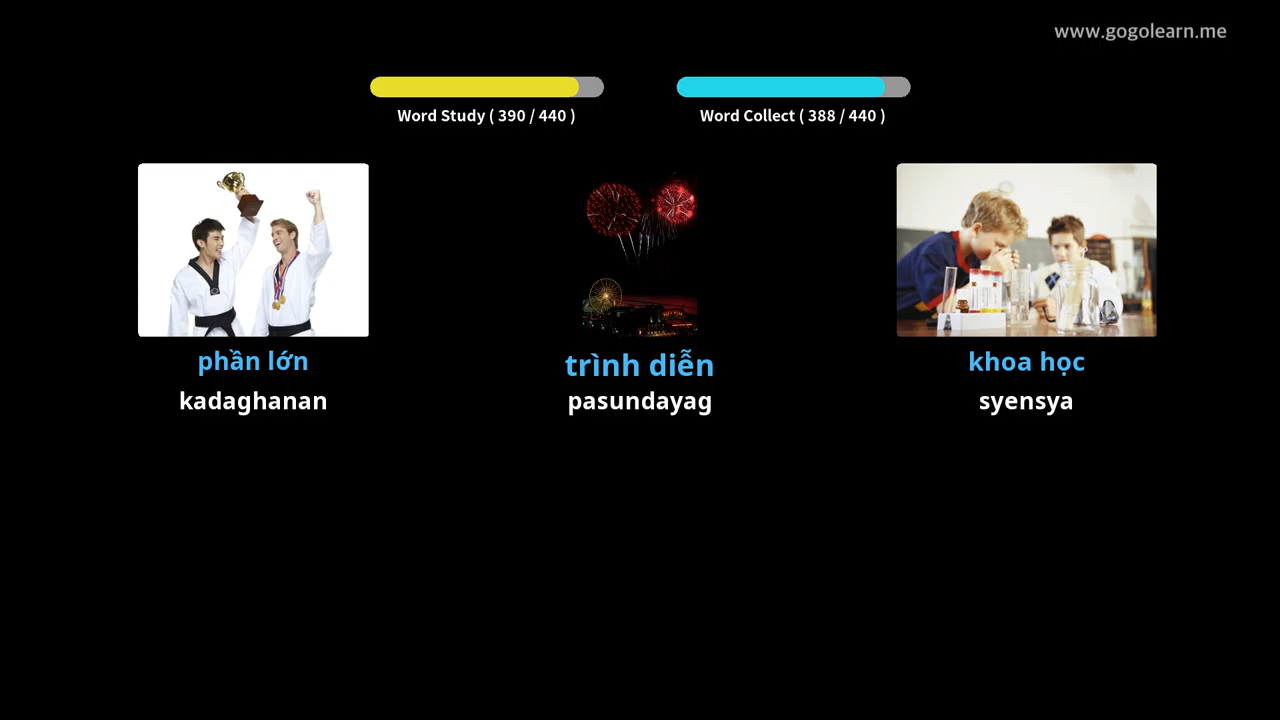 www.gogolearn.me
Word Study ( 390 / 440 )
Word Collect ( 388 / 440 )
phần lớn
kadaghanan
trình diễn
pasundayag
khoa học
syensya